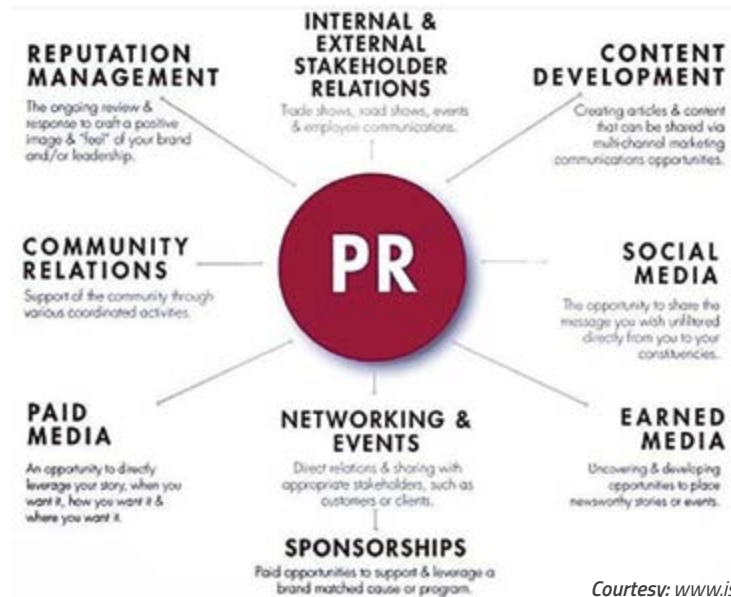 INTERNAL &
EXTERNAL
STAKEHOLDER
RELATIONS
Trade shows, road shows, events
& employee communications.
REPUTATION
MANAGEMENT
The ongoing review &
response to craft a positive
image & "feel" of your brand
and/or leadership.
CONTENT
DEVELOPMENT
Creating articles & content
that can be shared via
multi-channel marketing
communications opportunities.
PR
COMMUNITY
RELATIONS
Support of the community through
various coordinated activities.
SOCIAL
MEDIA
The opportunity to share the
message you wish unfiltered
directly from you to your
constituencies.
PAID
MEDIA
An opportunity to directly
leverage your story, when you
want it, how you want it &
where you want it.
NETWORKING &
EVENTS
Direct relations & sharing with
appropriate stakeholders, such as
customers or clients.
EARNED
MEDIA
Uncovering & developing
opportunities to place
newsworthy stories or events.
SPONSORSHIPS
Paid opportunities to support & leverage a
brand matched cause or program.
Courtesy: www.is